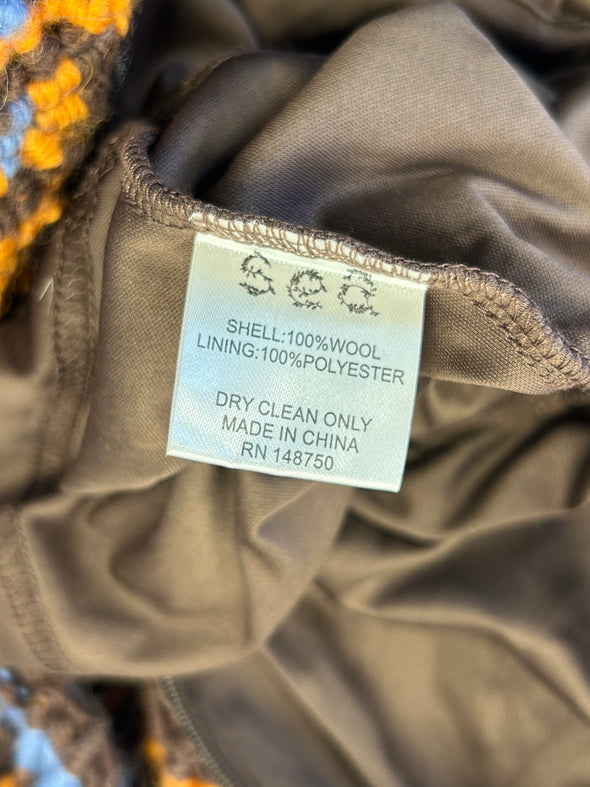 Sea
SHELL:100%WOOL
LINING:100%POLYESTER
DRY CLEAN ONLY
MADE IN CHINA
RN 148750